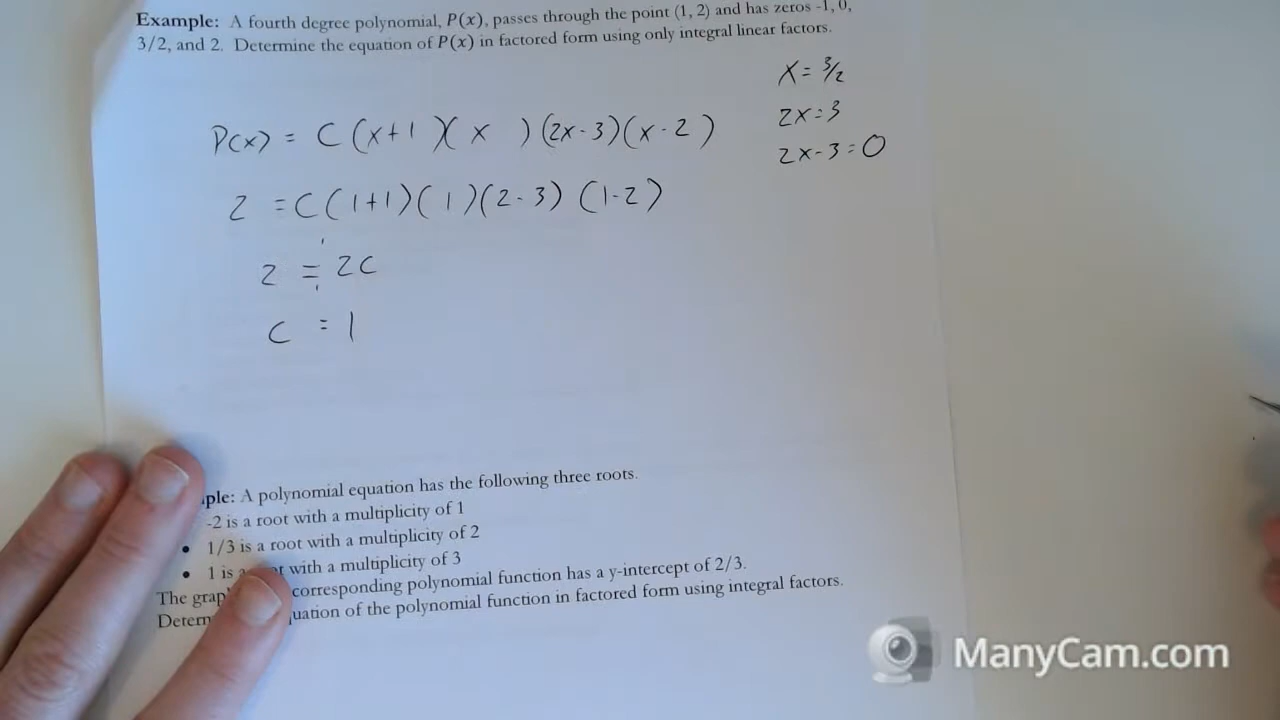 Example: A fourth degree polynomial, P(x), passes through the point (1, 2) and has zeros -1, 0,
3/2, and 2. Determine the equation of P(x) in factored form using only integral linear factors.
x = 3/2
2x = 3
2x - 3 = 0
P(x) = C (x+1)(x )(2x-3)(x-2)
2 = C(1+1)(1)(2-3)(1-2)
2 = 2C
C = 1
ple: A polynomial equation has the following three roots.
-2 is a root with a multiplicity of 1
• 1/3 is a root with a multiplicity of 2
• 1 is a with a multiplicity of 3
The grap corresponding polynomial function has a y-intercept of 2/3.
Determ uation of the polynomial function in factored form using integral factors.
ManyCam.com